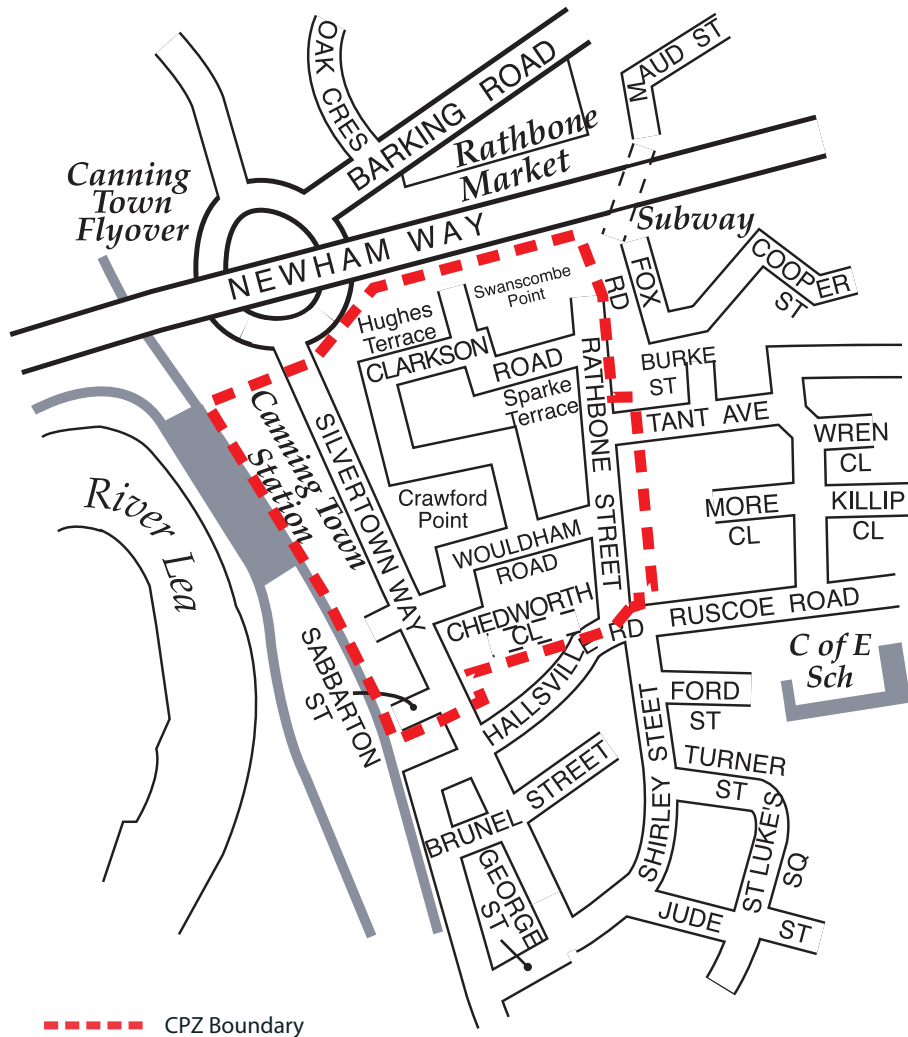 OAK CRES
MAUD ST
BARKING ROAD
Rathbone
Market
Canning
Town
Flyover
NEWHAM WAY
Subway
FOX
RD
COOPER
ST
Swanscombe
Point
Hughes
Terrace
CLARKSON
ROAD
Sparke
Terrace
RATHBONE
STREET
BURKE
ST
TANT AVE
WREN
CL
MORE
CL
KILLIP
CL
Canning Town
Station
SILVERTOWN WAY
Crawford
Point
WOULDHAM
ROAD
CHEDWORTH
CL
River Lea
SABBARTON
ST
HALLSVILLE
RD
RUSCOE ROAD
C of E
Sch
FORD
ST
TURNER
ST
SHIRLEY STEET
ST LUKE'S
SQ
BRUNEL STREET
GEORGE
ST
JUDE
ST
CPZ Boundary